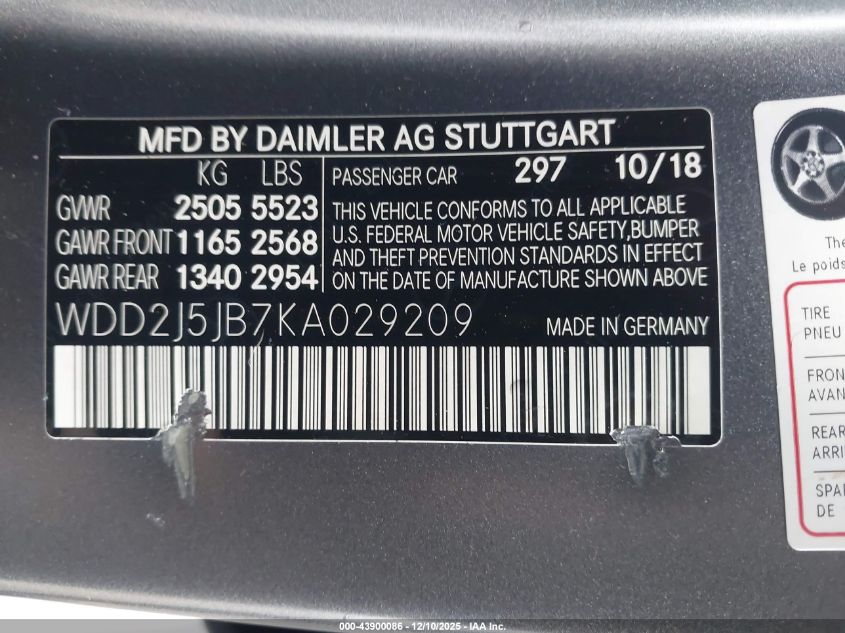 MFD BY DAIMLER AG STUTTGART
KG LBS
GVWR 2505 5523
GAWR FRONT 1165 2568
GAWR REAR 1340 2954
PASSENGER CAR 297 10/18
THIS VEHICLE CONFORMS TO ALL APPLICABLE
U.S. FEDERAL MOTOR VEHICLE SAFETY,BUMPER
AND THEFT PREVENTION STANDARDS IN EFFECT
ON THE DATE OF MANUFACTURE SHOWN ABOVE
WDD2J5JB7KA029209
MADE IN GERMANY
The
Le poids
TIRE
PNEU
FRON
AVAN
REAR
ARRI
SPA
DE
000-43900086 - 12/10/2025 - IAA Inc.